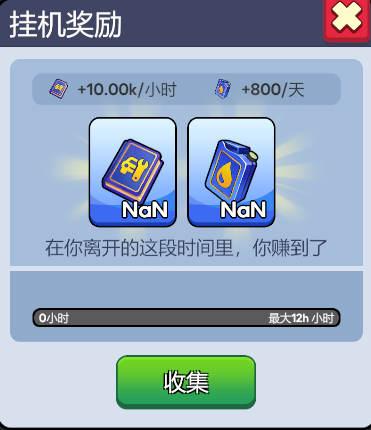 挂机奖励
+10.00k/小时 +800/天
NaN NaN
在你离开的这段时间里，你赚到了
0小时 最大12h 小时
收集